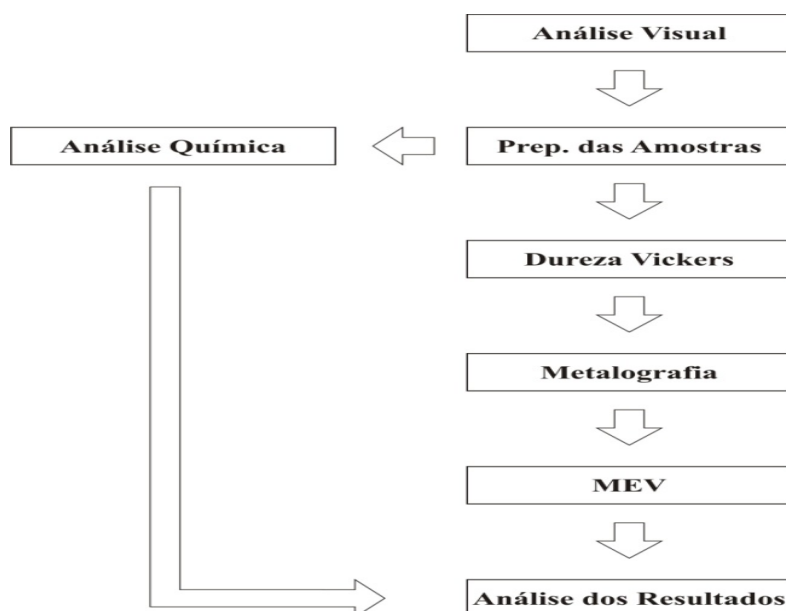 Análise Visual
Análise Química
Prep. das Amostras
Dureza Vickers
Metalografia
MEV
Análise dos Resultados